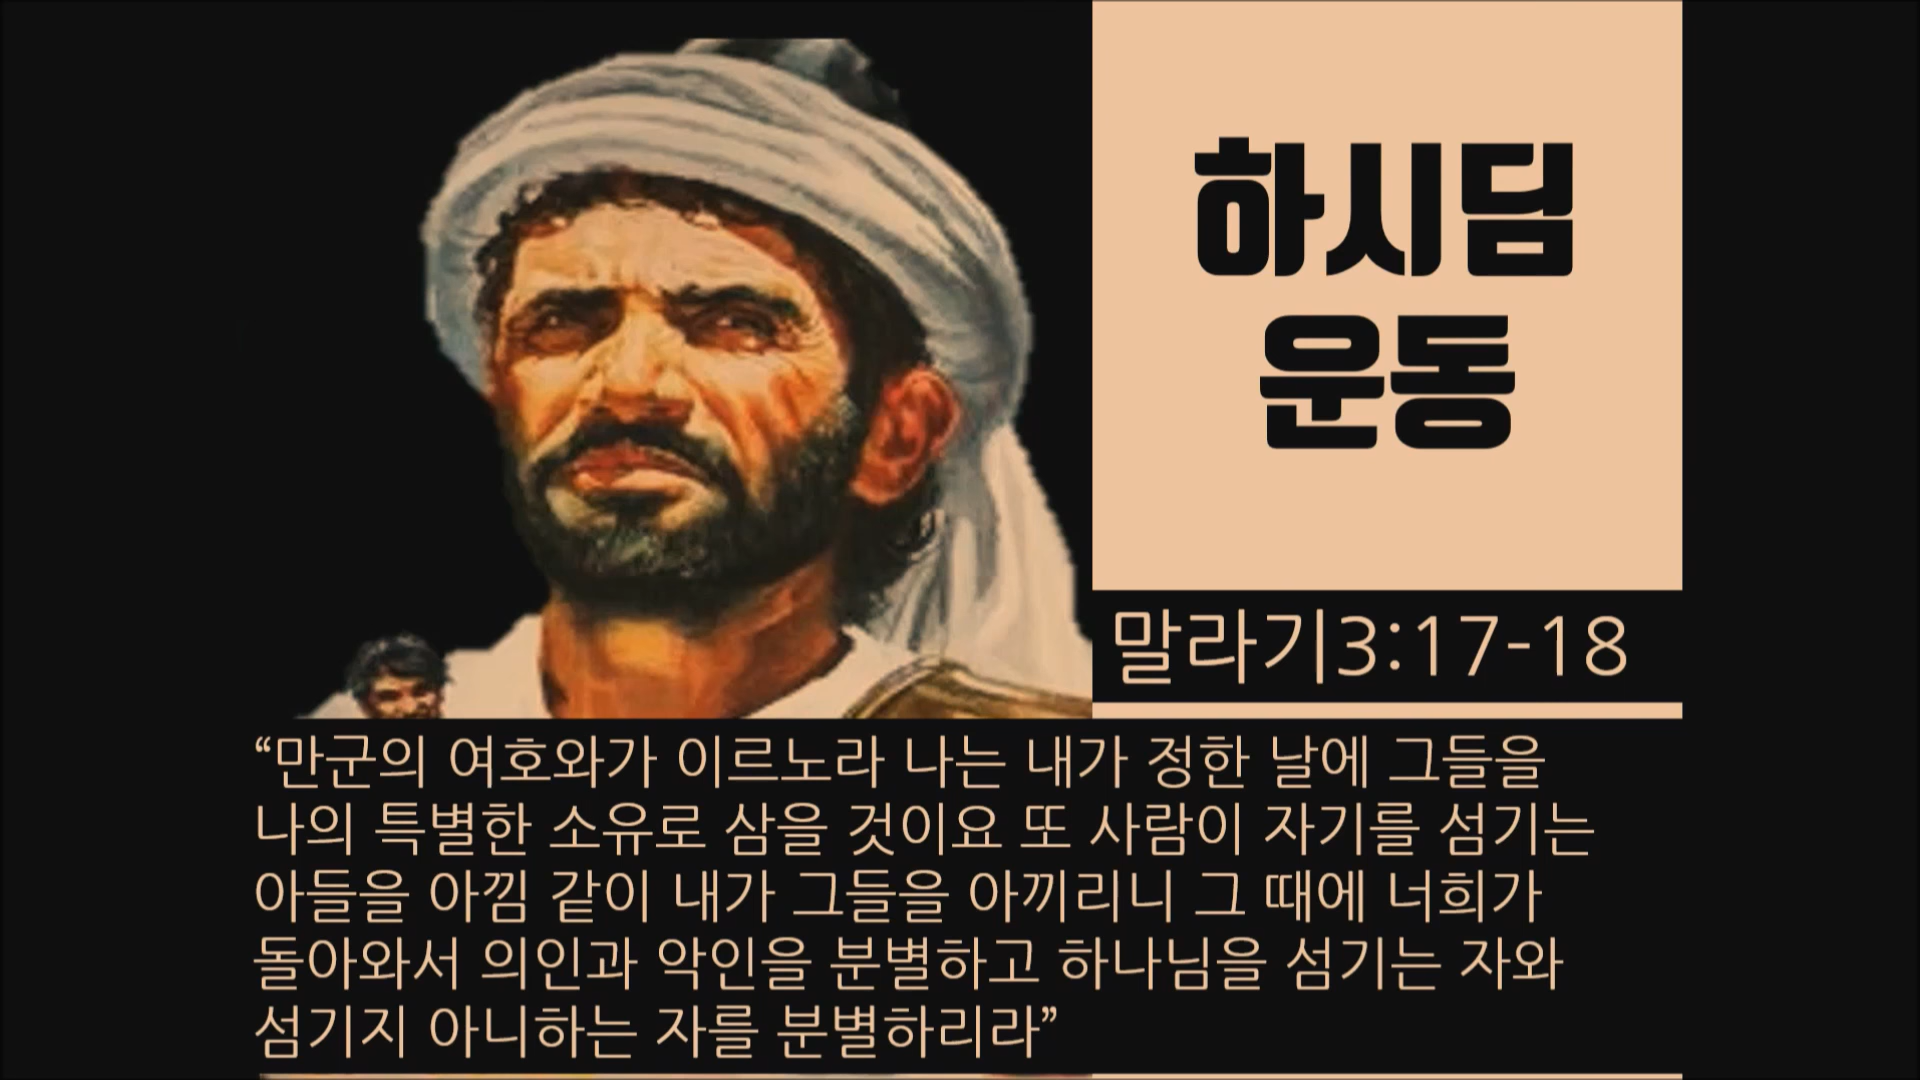 하시딤
운동
말라기3:17-18
“만군의 여호와가 이르노라 나는 내가 정한 날에 그들을
나의 특별한 소유로 삼을 것이요 또 사람이 자기를 섬기는
아들을 아낌 같이 내가 그들을 아끼리니 그 때에 너희가
돌아와서 의인과 악인을 분별하고 하나님을 섬기는 자와
섬기지 아니하는 자를 분별하리라”